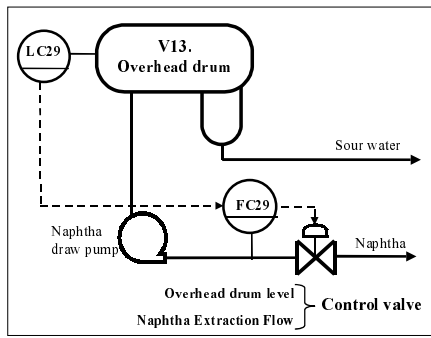 LC29
V13.
Overhead drum
Sour water
FC29
Naphtha
draw pump
Naphtha
Overhead drum level
Naphtha Extraction Flow
Control valve